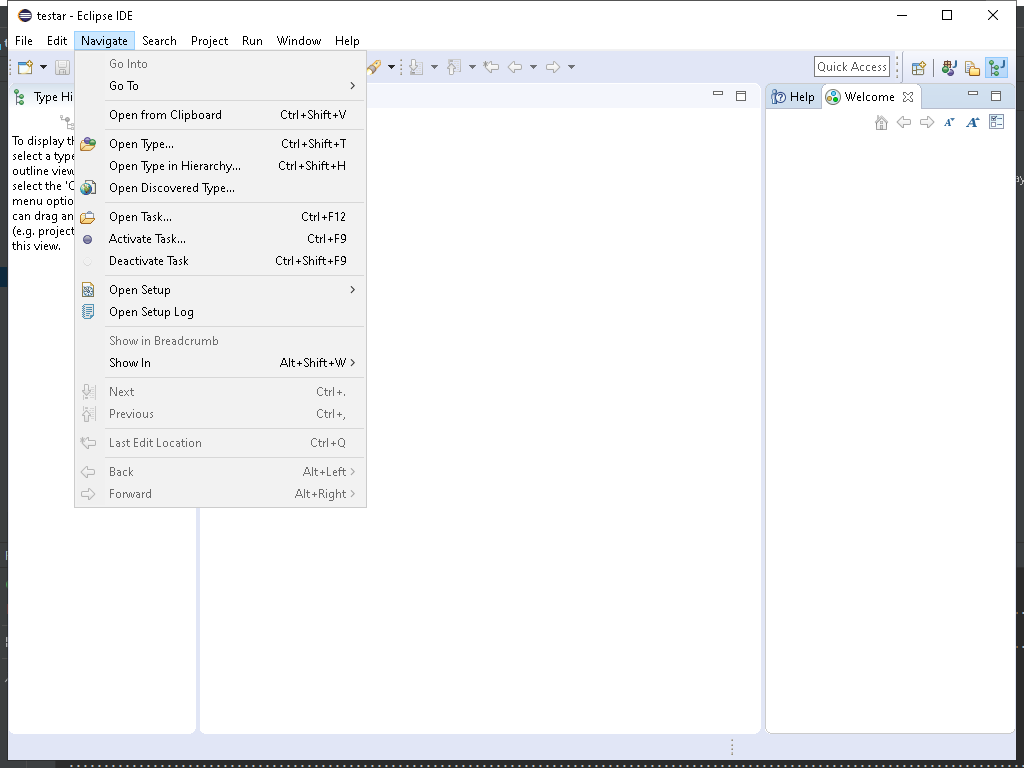 testar - Eclipse IDE
File Edit Navigate Search Project Run Window Help
Quick Access
Type Hi
Help Welcome
To display th
select a type
outline view
select the 'O
menu optio
can drag an
(e.g. project
this view.
Go Into
Go To
Open from Clipboard Ctrl+Shift+V
Open Type... Ctrl+Shift+T
Open Type in Hierarchy... Ctrl+Shift+H
Open Discovered Type...
Open Task... Ctrl+F12
Activate Task... Ctrl+F9
Deactivate Task Ctrl+Shift+F9
Open Setup
Open Setup Log
Show in Breadcrumb
Show In Alt+Shift+W
Next Ctrl+.
Previous Ctrl+,
Last Edit Location Ctrl+Q
Back Alt+Left
Forward Alt+Right